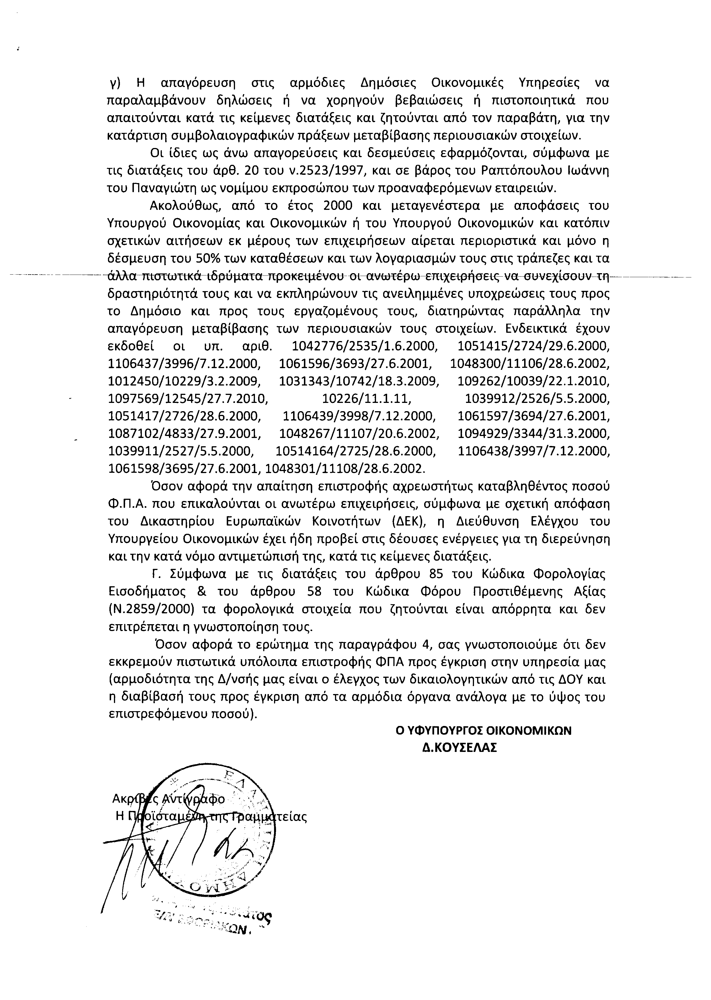 γ) Η απαγόρευση στις αρμόδιες Δημόσιες Οικονομικές Υπηρεσίες να
παραλαμβάνουν δηλώσεις ή να χορηγούν βεβαιώσεις ή πιστοποιητικά που
απαιτούνται κατά τις κείμενες διατάξεις και ζητούνται από τον παραβάτη, για την
κατάρτιση συμβολαιογραφικών πράξεων μεταβίβασης περιουσιακών στοιχείων.
Οι ίδιες ως άνω απαγορεύσεις και δεσμεύσεις εφαρμόζονται, σύμφωνα με
τις διατάξεις του άρθ. 20 του ν.2523/1997, και σε βάρος του Ραπτόπουλου Ιωάννη
του Παναγιώτη ως νομίμου εκπροσώπου των προαναφερόμενων εταιρειών.
Ακολούθως, από το έτος 2000 και μεταγενέστερα με αποφάσεις του
Υπουργού Οικονομίας και Οικονομικών ή του Υπουργού Οικονομικών και κατόπιν
σχετικών αιτήσεων εκ μέρους των επιχειρήσεων αίρεται περιοριστικά και μόνο η
δέσμευση του 50% των καταθέσεων και των λογαριασμών τους στις τράπεζες και τα
άλλα πιστωτικά ιδρύματα προκειμένου οι ανωτέρω επιχειρήσεις να συνεχίσουν τη
δραστηριότητά τους και να εκπληρώνουν τις ανειλημμένες υποχρεώσεις τους προς
το Δημόσιο και προς τους εργαζομένους τους, διατηρώντας παράλληλα την
απαγόρευση μεταβίβασης των περιουσιακών τους στοιχείων. Ενδεικτικά έχουν
εκδοθεί οι υπ. αριθ. 1042776/2535/1.6.2000, 1051415/2724/29.6.2000,
1106437/3996/7.12.2000, 1061596/3693/27.6.2001, 1048300/11106/28.6.2002,
1012450/10229/3.2.2009, 1031343/10742/18.3.2009, 109262/10039/22.1.2010,
1097569/12545/27.7.2010, 10226/11.1.11, 1039912/2526/5.5.2000,
1051417/2726/28.6.2000, 1106439/3998/7.12.2000, 1061597/3694/27.6.2001,
1087102/4833/27.9.2001, 1048267/11107/20.6.2002, 1094929/3344/31.3.2000,
1039911/2527/5.5.2000, 10514164/2725/28.6.2000, 1106438/3997/7.12.2000,
1061598/3695/27.6.2001, 1048301/11108/28.6.2002.
Όσον αφορά την απαίτηση επιστροφής αχρεωστήτως καταβληθέντος ποσού
Φ.Π.Α. που επικαλούνται οι ανωτέρω επιχειρήσεις, σύμφωνα με σχετική απόφαση
του Δικαστηρίου Ευρωπαϊκών Κοινοτήτων (ΔΕΚ), η Διεύθυνση Ελέγχου του
Υπουργείου Οικονομικών έχει ήδη προβεί στις δέουσες ενέργειες για τη διερεύνηση
και την κατά νόμο αντιμετώπισή της, κατά τις κείμενες διατάξεις.
Γ. Σύμφωνα με τις διατάξεις του άρθρου 85 του Κώδικα Φορολογίας
Εισοδήματος & του άρθρου 58 του Κώδικα Φόρου Προστιθέμενης Αξίας
(Ν.2859/2000) τα φορολογικά στοιχεία που ζητούνται είναι απόρρητα και δεν
επιτρέπεται η γνωστοποίηση τους.
Όσον αφορά το ερώτημα της παραγράφου 4, σας γνωστοποιούμε ότι δεν
εκκρεμούν πιστωτικά υπόλοιπα επιστροφής ΦΠΑ προς έγκριση στην υπηρεσία μας
(αρμοδιότητα της Δ/νσής μας είναι ο έλεγχος των δικαιολογητικών από τις ΔΟΥ και
η διαβίβασή τους προς έγκριση από τα αρμόδια όργανα ανάλογα με το ύψος του
επιστρεφόμενου ποσού).
Ο ΥΦΥΠΟΥΡΓΟΣ ΟΙΚΟΝΟΜΙΚΩΝ
Δ.ΚΟΥΣΕΛΑΣ
Ακριβές Αντίγραφο
Η Προϊσταμένη της Γραμματείας
ΕΛΛΗΝΙΚΗ ΔΗΜΟΚΡΑΤΙΑ